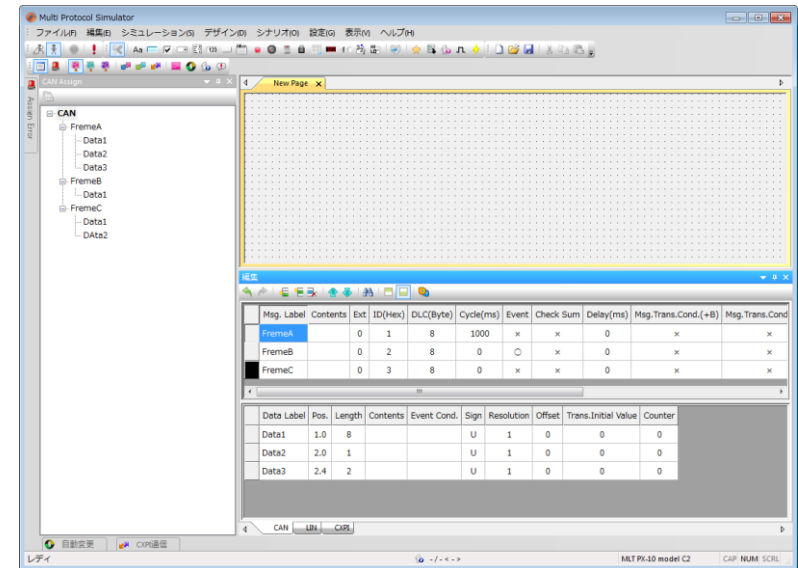 Multi Protocol Simulator
ファイル(F) 編集(E) シミュレーション(S) デザイン(D) シナリオ(O) 設定(G) 表示(V) ヘルプ(H)
CAN Assign
Assign Error
CAN
FremeA
Data1
Data2
Data3
FremeB
Data1
FremeC
Data1
DAta2
自動変更 CXPI通信
New Page
編集
Msg. Label Contents Ext ID(Hex) DLC(Byte) Cycle(ms) Event Check Sum Delay(ms) Msg.Trans.Cond.(+B) Msg.Trans.Cond
FremeA 0 1 8 1000 × × 0 × ×
FremeB 0 2 8 0 ○ × 0 × ×
FremeC 0 3 8 0 × × 0 × ×
Data Label Pos. Length Contents Event Cond. Sign Resolution Offset Trans.Initial Value Counter
Data1 1.0 8 U 1 0 0 0
Data2 2.0 1 U 1 0 0 0
Data3 2.4 2 U 1 0 0 0
CAN LIN CXPI
レディ - / - < - > MLT PX-10 model C2 CAP NUM SCRL